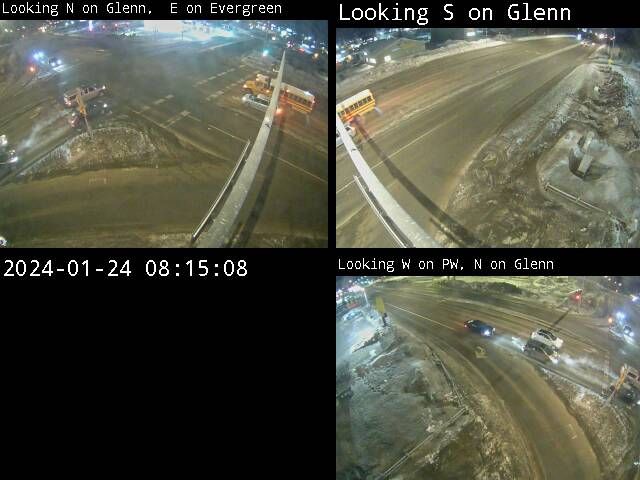 Looking N on Glenn,  E on Evergreen
Looking S on Glenn
2024-01-24 08:15:08
Looking W on PW, N on Glenn